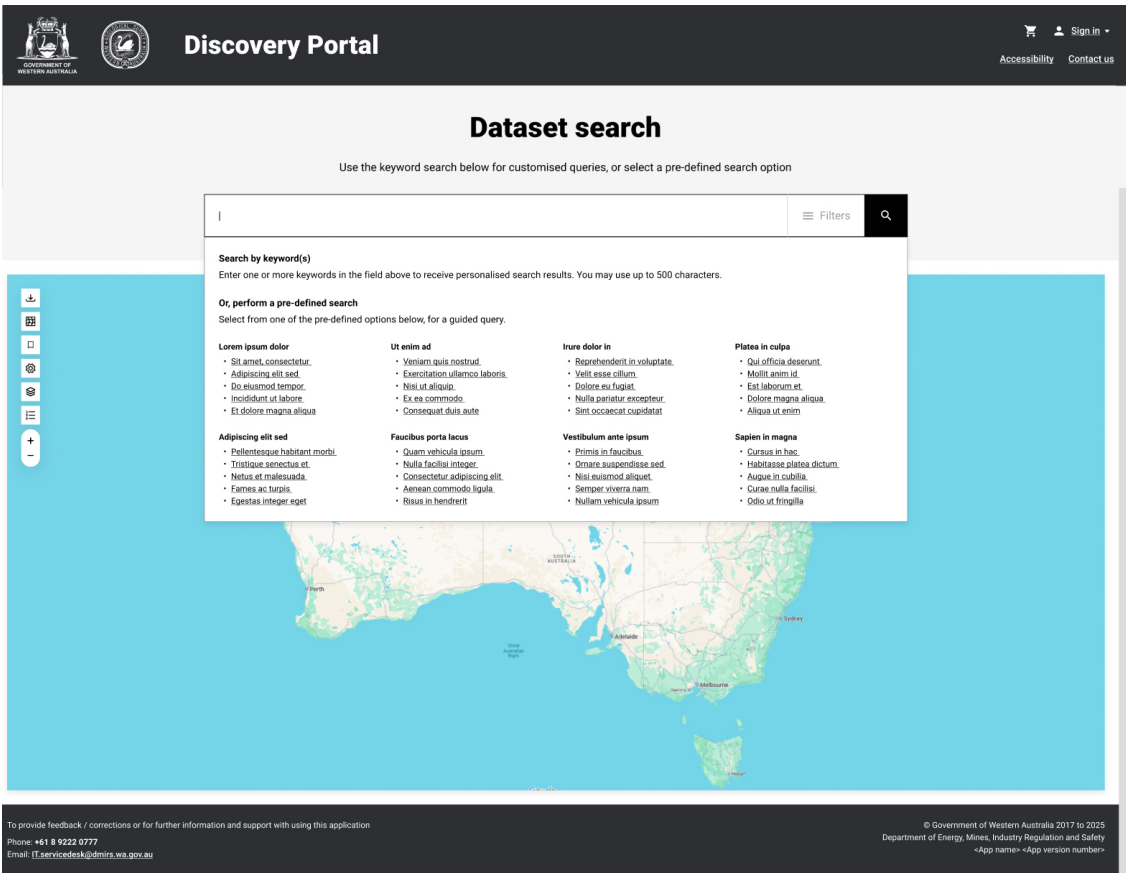 GOVERNMENT OF
WESTERN AUSTRALIA
Discovery Portal
Sign in
Accessibility Contact us
Dataset search
Use the keyword search below for customised queries, or select a pre-defined search option
Filters
Search by keyword(s)
Enter one or more keywords in the field above to receive personalised search results. You may use up to 500 characters.
Or, perform a pre-defined search
Select from one of the pre-defined options below, for a guided query.
Lorem ipsum dolor
• Sit amet, consectetur
• Adipiscing elit sed
• Do eiusmod tempor
• Incididunt ut labore
• Et dolore magna aliqua
Ut enim ad
• Veniam quis nostrud
• Exercitation ullamco laboris
• Nisi ut aliquip
• Ex ea commodo
• Consequat duis aute
Irure dolor in
• Reprehenderit in voluptate
• Velit esse cillum
• Dolore eu fugiat
• Nulla pariatur excepteur
• Sint occaecat cupidatat
Platea in culpa
• Qui officia deserunt
• Mollit anim id
• Est laborum et
• Dolore magna aliqua
• Aliqua ut enim
Adipiscing elit sed
• Pellentesque habitant morbi
• Tristique senectus et
• Netus et malesuada
• Fames ac turpis
• Egestas integer eget
Faucibus porta lacus
• Quam vehicula ipsum
• Nulla facilisi integer
• Consectetur adipiscing elit
• Aenean commodo ligula
• Risus in hendrerit
Vestibulum ante ipsum
• Primis in faucibus
• Ornare suspendisse sed
• Nisi euismod aliquet
• Semper viverra nam
• Nullam vehicula ipsum
Sapien in magna
• Cursus in hac
• Habitasse platea dictum
• Augue in cubilia
• Curae nulla facilisi
• Odio ut fringilla
+
−
SOUTH
AUSTRALIA
Perth
Sydney
Adelaide
Great
Australian
Bight
ACT
Melbourne
Hobart
To provide feedback / corrections or for further information and support with using this application
Phone: +61 8 9222 0777
Email: IT.servicedesk@dmirs.wa.gov.au
© Government of Western Australia 2017 to 2025
Department of Energy, Mines, Industry Regulation and Safety
<App name> <App version number>